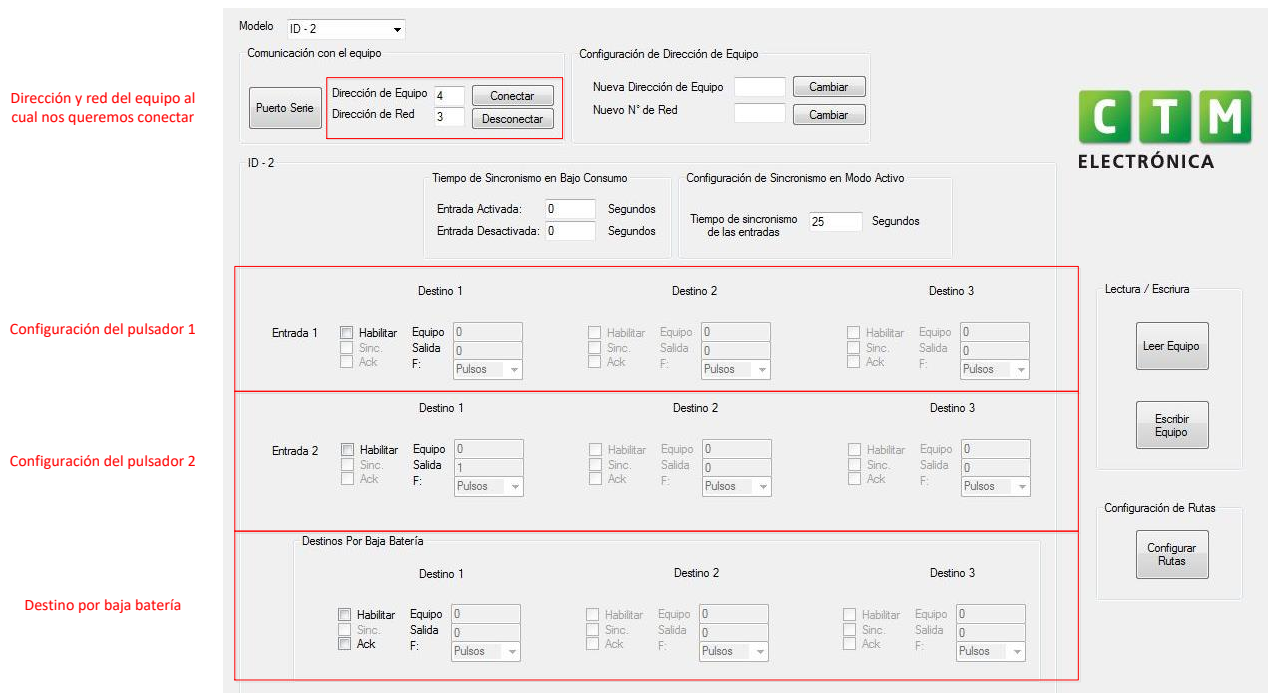 Modelo ID - 2
Comunicación con el equipo
Configuración de Dirección de Equipo
Dirección y red del equipo al
cual nos queremos conectar
Puerto Serie
Dirección de Equipo 4 Conectar
Dirección de Red 3 Desconectar
Nueva Dirección de Equipo Cambiar
Nuevo N° de Red Cambiar
CTM
ELECTRÓNICA
ID - 2
Tiempo de Sincronismo en Bajo Consumo
Entrada Activada: 0 Segundos
Entrada Desactivada: 0 Segundos
Configuración de Sincronismo en Modo Activo
Tiempo de sincronismo
de las entradas
25 Segundos
Configuración del pulsador 1
Destino 1 Destino 2 Destino 3
Entrada 1
Habilitar Equipo 0 Habilitar Equipo 0 Habilitar Equipo 0
Sinc. Salida 0 Sinc. Salida 0 Sinc. Salida 0
Ack F: Pulsos Ack F: Pulsos Ack F: Pulsos
Configuración del pulsador 2
Destino 1 Destino 2 Destino 3
Entrada 2
Habilitar Equipo 0 Habilitar Equipo 0 Habilitar Equipo 0
Sinc. Salida 1 Sinc. Salida 0 Sinc. Salida 0
Ack F: Pulsos Ack F: Pulsos Ack F: Pulsos
Destino por baja batería
Destinos Por Baja Batería
Destino 1 Destino 2 Destino 3
Habilitar Equipo 0 Habilitar Equipo 0 Habilitar Equipo 0
Sinc. Salida 0 Sinc. Salida 0 Sinc. Salida 0
Ack F: Pulsos Ack F: Pulsos Ack F: Pulsos
Lectura / Escriura
Leer Equipo
Escribir
Equipo
Configuración de Rutas
Configurar
Rutas